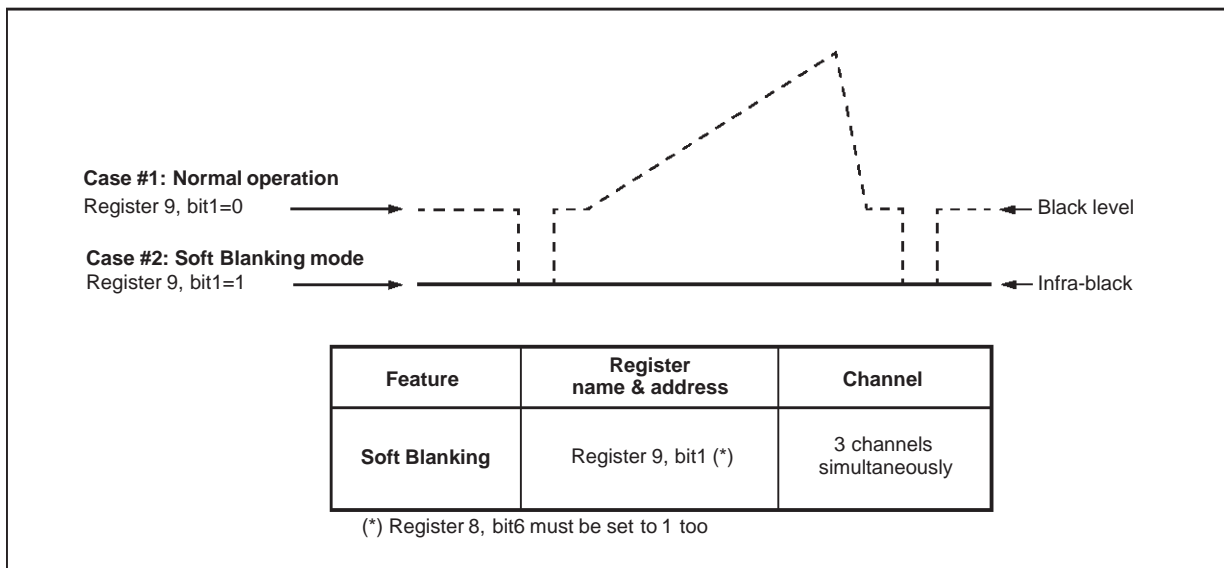 Case #1: Normal operation
Register 9, bit1=0
Black level
Case #2: Soft Blanking mode
Register 9, bit1=1
Infra-black
Feature
Register
name & address
Channel
Soft Blanking
Register 9, bit1 (*)
3 channels
simultaneously
(*) Register 8, bit6 must be set to 1 too